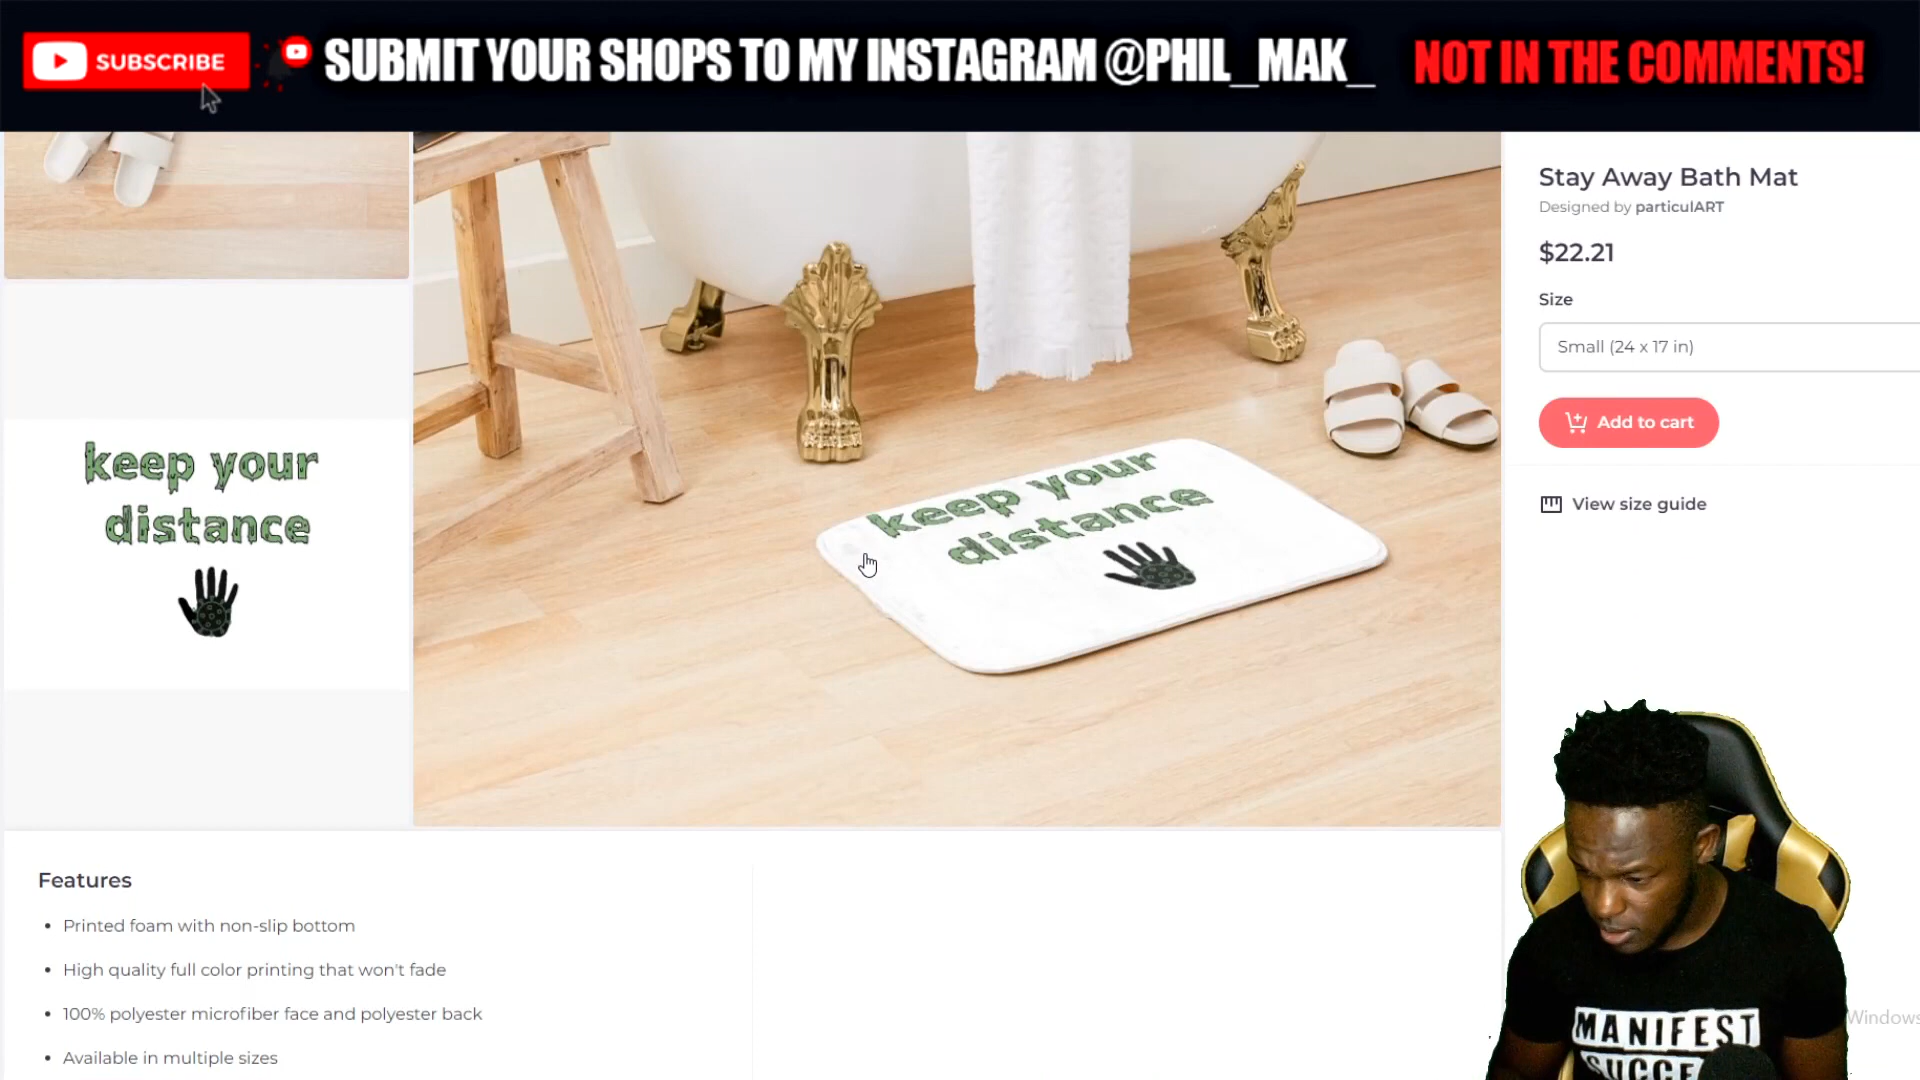 SUBSCRIBE
SUBMIT YOUR SHOPS TO MY INSTAGRAM @PHIL_MAK_ NOT IN THE COMMENTS!
Stay Away Bath Mat
Designed by particulART
$22.21
Size
Small (24 x 17 in)
Add to cart
View size guide
keep your
distance
keep your
distance
Features
• Printed foam with non-slip bottom
• High quality full color printing that won't fade
• 100% polyester microfiber face and polyester back
• Available in multiple sizes
MANIFEST
Windows